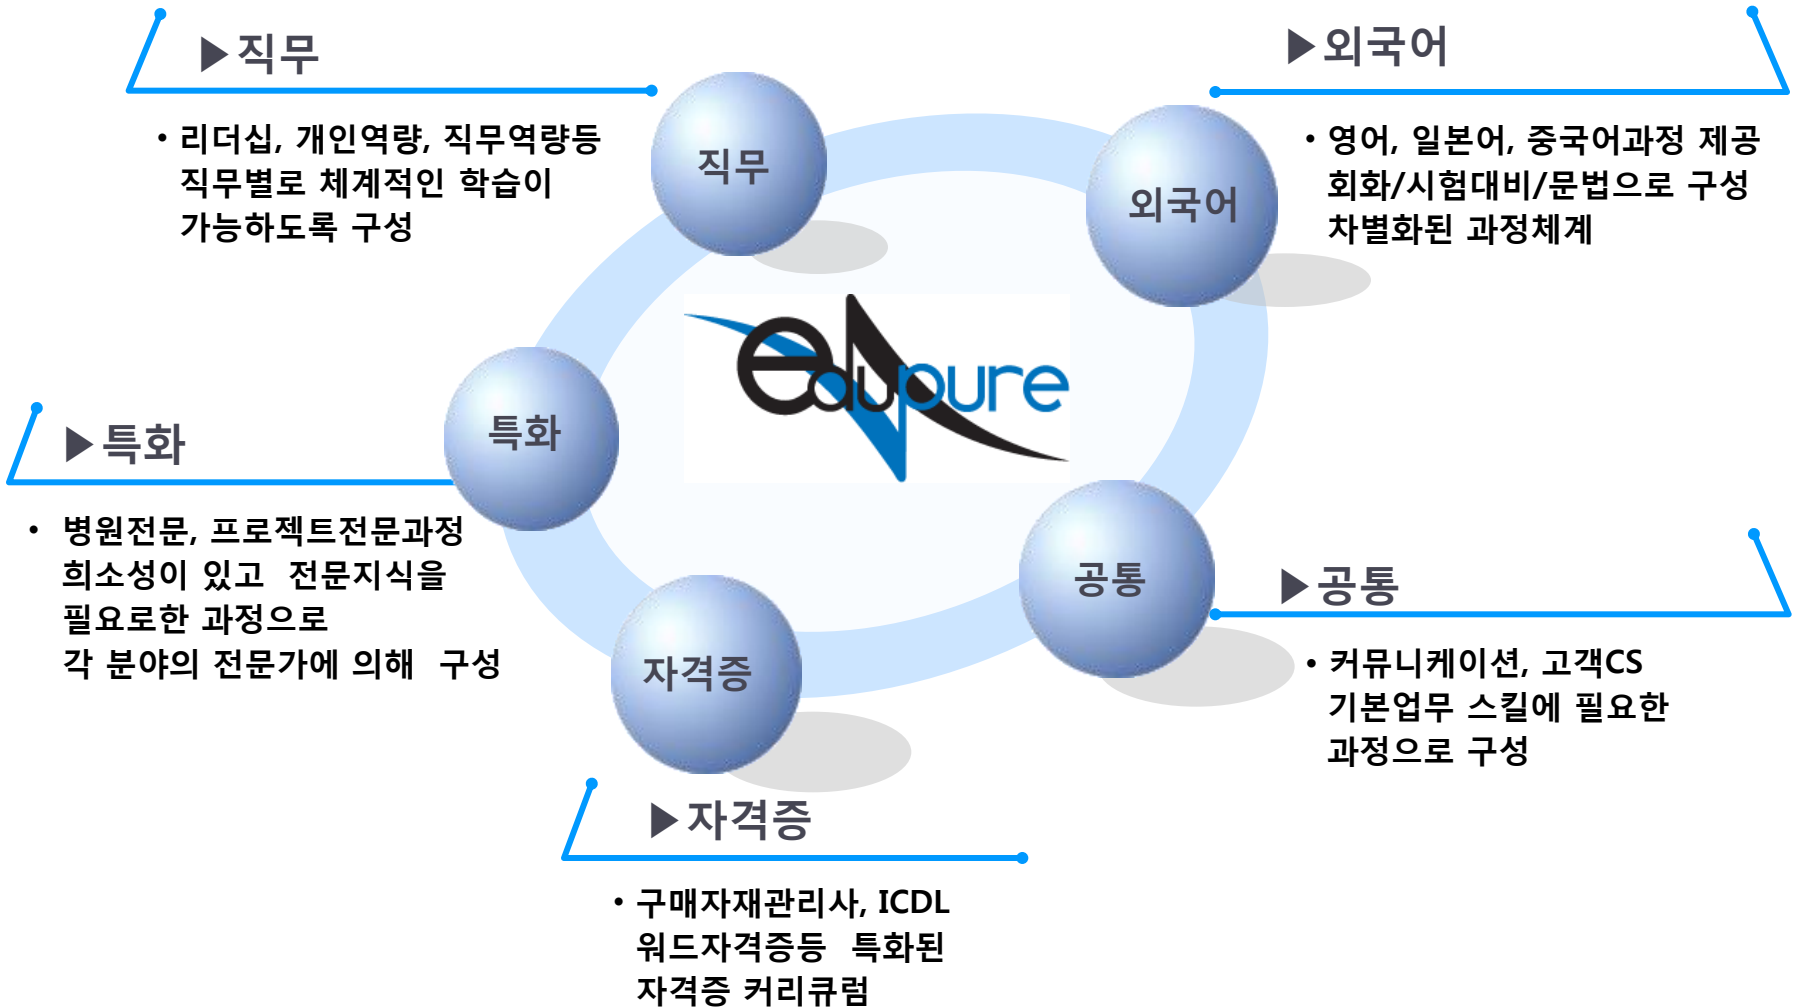 ▶직무
• 리더십, 개인역량, 직무역량등
직무별로 체계적인 학습이
가능하도록 구성
▶외국어
• 영어, 일본어, 중국어과정 제공
회화/시험대비/문법으로 구성
차별화된 과정체계
직무
외국어
edupure
특화
공통
자격증
▶특화
• 병원전문, 프로젝트전문과정
희소성이 있고 전문지식을
필요로한 과정으로
각 분야의 전문가에 의해 구성
▶공통
• 커뮤니케이션, 고객CS
기본업무 스킬에 필요한
과정으로 구성
▶자격증
• 구매자재관리사, ICDL
워드자격증등 특화된
자격증 커리큐럼